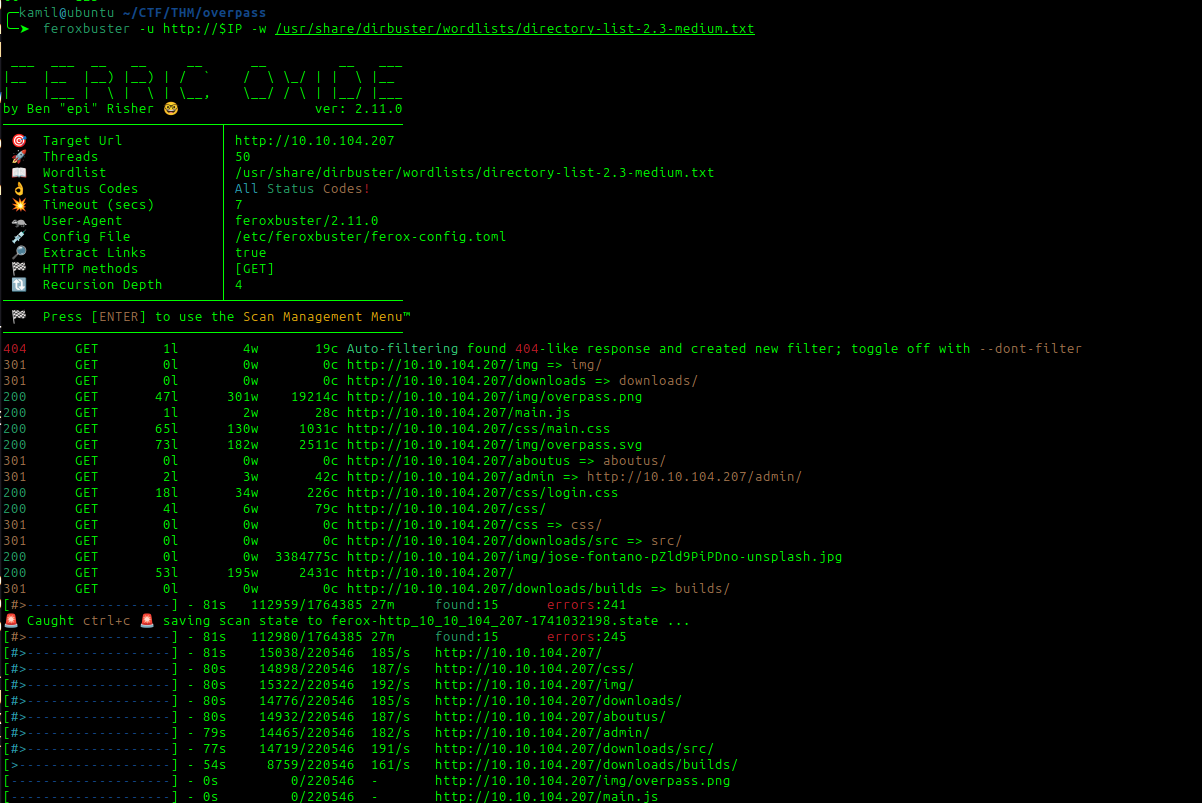 ╭─kamil@ubuntu ~/CTF/THM/overpass
╰─➤  feroxbuster -u http://$IP -w /usr/share/dirbuster/wordlists/directory-list-2.3-medium.txt
FERRIC OXIDE
by Ben "epi" Risher 🤓                 ver: 2.11.0
🎯  Target Url            │ http://10.10.104.207
🚀  Threads               │ 50
📖  Wordlist              │ /usr/share/dirbuster/wordlists/directory-list-2.3-medium.txt
👌  Status Codes          │ All Status Codes!
💥  Timeout (secs)        │ 7
🦡  User-Agent            │ feroxbuster/2.11.0
💉  Config File           │ /etc/feroxbuster/ferox-config.toml
🔎  Extract Links         │ true
🏁  HTTP methods          │ [GET]
🔃  Recursion Depth       │ 4
🏁  Press [ENTER] to use the Scan Management Menu™
404      GET        1l        4w       19c Auto-filtering found 404-like response and created new filter; toggle off with --dont-filter
301      GET        0l        0w        0c http://10.10.104.207/img => img/
301      GET        0l        0w        0c http://10.10.104.207/downloads => downloads/
200      GET       47l      301w    19214c http://10.10.104.207/img/overpass.png
200      GET        1l        2w       28c http://10.10.104.207/main.js
200      GET       65l      130w     1031c http://10.10.104.207/css/main.css
200      GET       73l      182w     2511c http://10.10.104.207/img/overpass.svg
301      GET        0l        0w        0c http://10.10.104.207/aboutus => aboutus/
301      GET        2l        3w       42c http://10.10.104.207/admin => http://10.10.104.207/admin/
200      GET       18l       34w      226c http://10.10.104.207/css/login.css
200      GET        4l        6w       79c http://10.10.104.207/css/
301      GET        0l        0w        0c http://10.10.104.207/css => css/
301      GET        0l        0w        0c http://10.10.104.207/downloads/src => src/
200      GET        0l        0w  3384775c http://10.10.104.207/img/jose-fontano-pZld9PiPDno-unsplash.jpg
200      GET       53l      195w     2431c http://10.10.104.207/
301      GET        0l        0w        0c http://10.10.104.207/downloads/builds => builds/
[#>------------------] - 81s   112959/1764385 27m     found:15      errors:241
🚨 Caught ctrl+c 🚨 saving scan state to ferox-http_10_10_104_207-1741032198.state ...
[#>------------------] - 81s   112980/1764385 27m     found:15      errors:245
[#>------------------] - 81s    15038/220546  185/s   http://10.10.104.207/
[#>------------------] - 80s    14898/220546  187/s   http://10.10.104.207/css/
[#>------------------] - 80s    15322/220546  192/s   http://10.10.104.207/img/
[#>------------------] - 80s    14776/220546  185/s   http://10.10.104.207/downloads/
[#>------------------] - 80s    14932/220546  187/s   http://10.10.104.207/aboutus/
[#>------------------] - 79s    14465/220546  182/s   http://10.10.104.207/admin/
[#>------------------] - 77s    14719/220546  191/s   http://10.10.104.207/downloads/src/
[>-------------------] - 54s     8759/220546  161/s   http://10.10.104.207/downloads/builds/
[--------------------] - 0s         0/220546  -       http://10.10.104.207/img/overpass.png
[--------------------] - 0s         0/220546  -       http://10.10.104.207/main.js